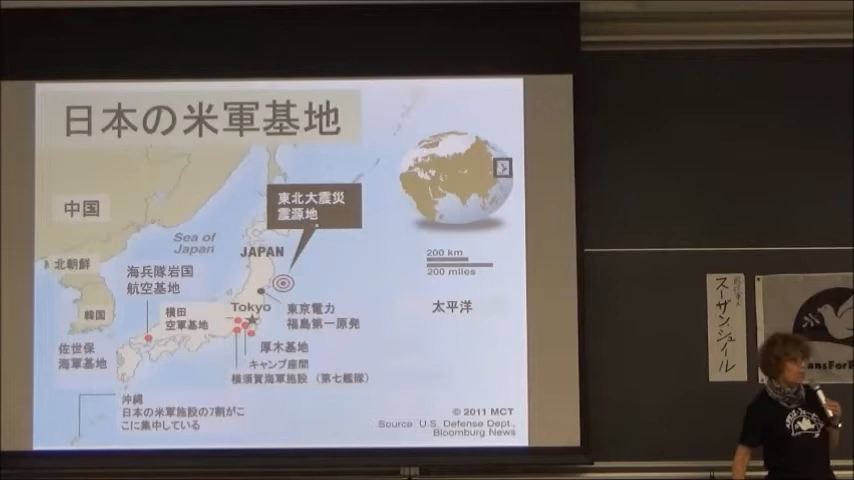 日本の米軍基地
東北大震災
震源地
中国
Sea of
Japan
JAPAN
200 km
200 miles
北朝鮮
海兵隊岩国
航空基地
韓国
横田
空軍基地
Tokyo
東京電力
福島第一原発
太平洋
佐世保
海軍基地
厚木基地
キャンプ座間
横須賀海軍施設 (第七艦隊)
沖縄
日本の米軍施設の7割がこ
こに集中している
© 2011 MCT
Source U.S. Defense Dept.,
Bloomburg News
スーザン・シュノール
ansForP